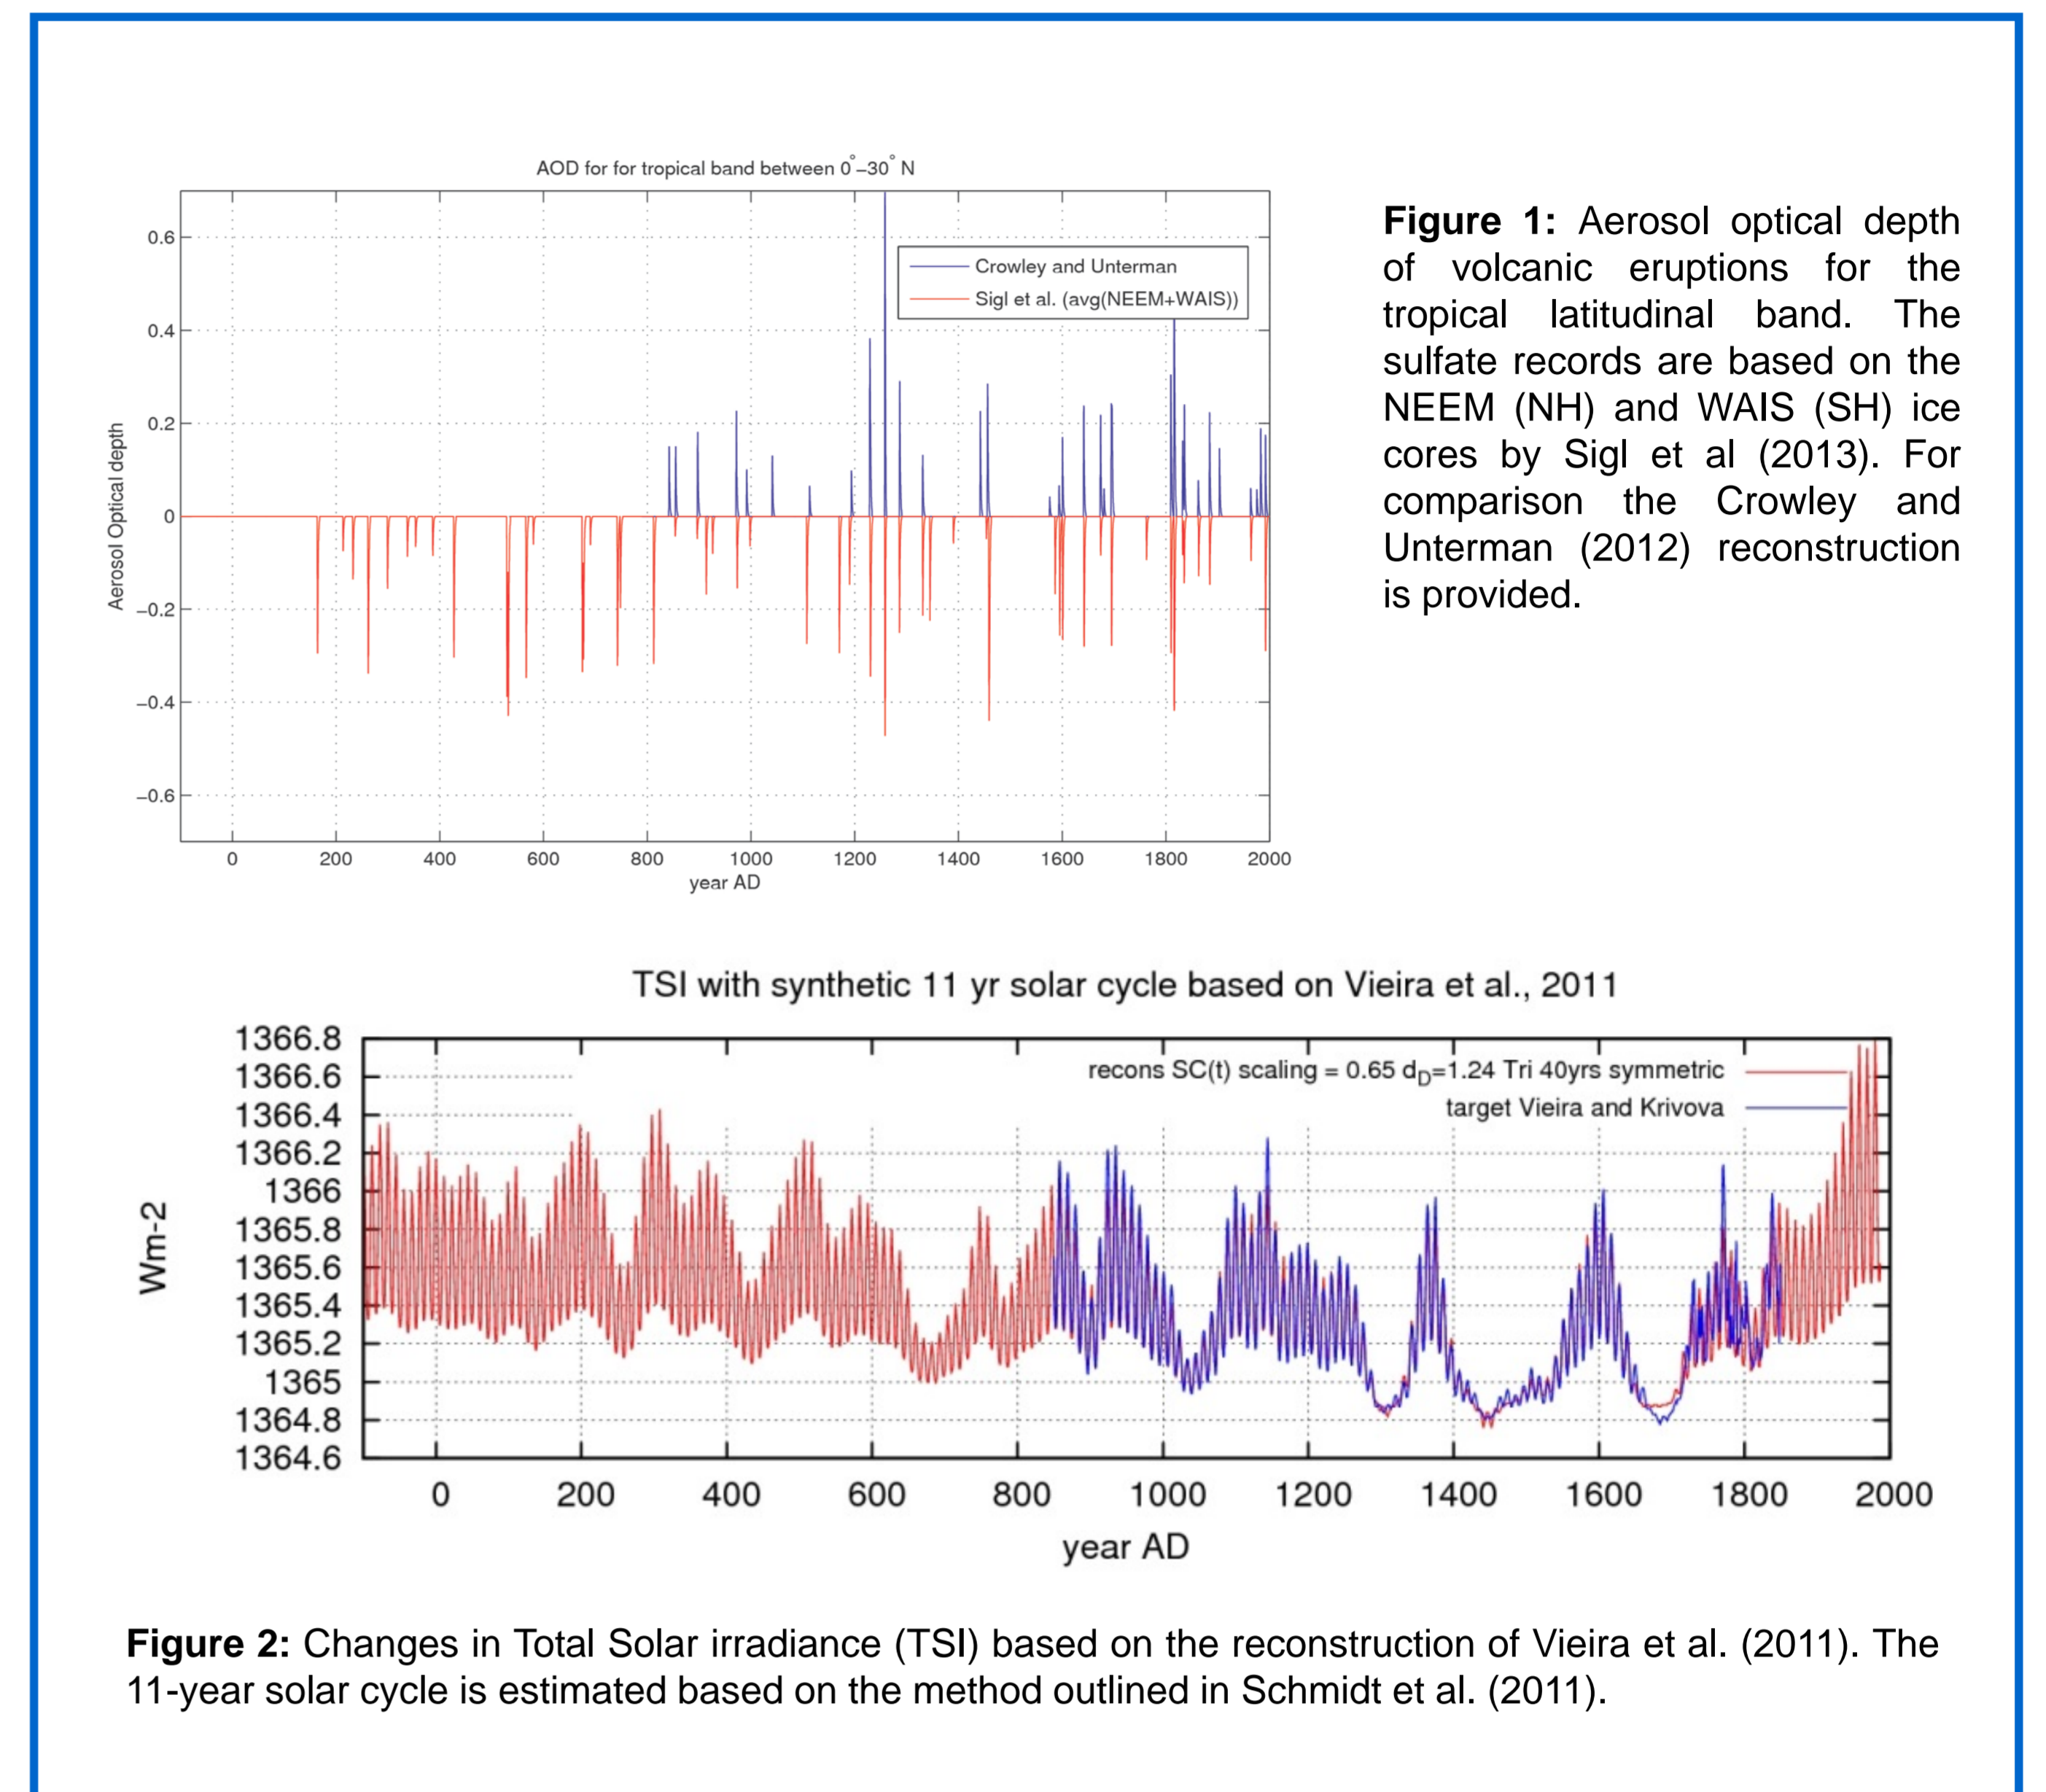 AOD for for tropical band between 0°–30° N
0.6
0.4
0.2
0
−0.2
−0.4
−0.6
Aerosol Optical depth
Crowley and Unterman
Sigl et al. (avg(NEEM+WAIS))
0 200 400 600 800 1000 1200 1400 1600 1800 2000
year AD
Figure 1: Aerosol optical depth
of volcanic eruptions for the
tropical latitudinal band. The
sulfate records are based on the
NEEM (NH) and WAIS (SH) ice
cores by Sigl et al (2013). For
comparison the Crowley and
Unterman (2012) reconstruction
is provided.
TSI with synthetic 11 yr solar cycle based on Vieira et al., 2011
1366.8
1366.6
1366.4
1366.2
1366
1365.8
1365.6
1365.4
1365.2
1365
1364.8
1364.6
Wm-2
recons SC(t) scaling = 0.65 dD=1.24 Tri 40yrs symmetric
target Vieira and Krivova
0 200 400 600 800 1000 1200 1400 1600 1800 2000
year AD
Figure 2: Changes in Total Solar irradiance (TSI) based on the reconstruction of Vieira et al. (2011). The
11-year solar cycle is estimated based on the method outlined in Schmidt et al. (2011).